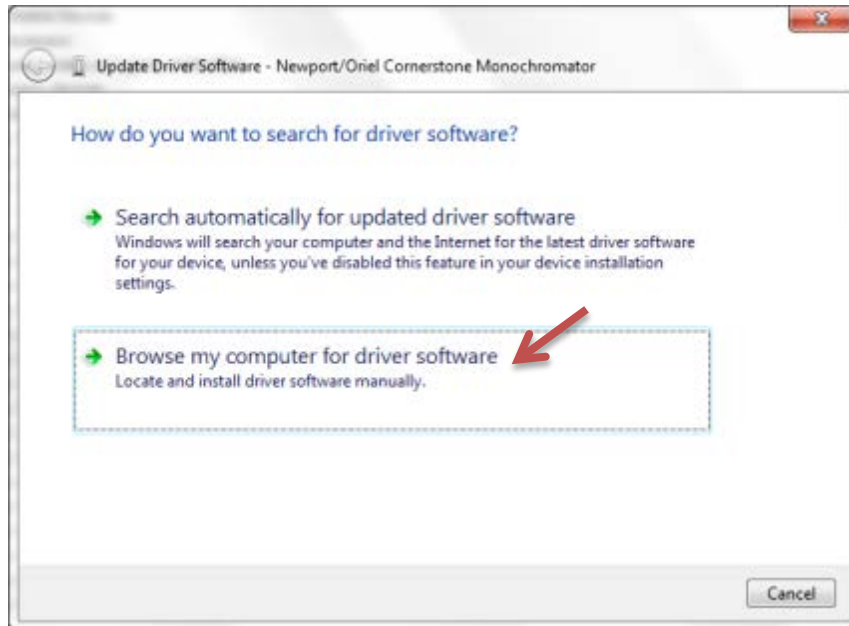 Update Driver Software - Newport/Oriel Cornerstone Monochromator
How do you want to search for driver software?
Search automatically for updated driver software
Windows will search your computer and the Internet for the latest driver software
for your device, unless you've disabled this feature in your device installation
settings.
Browse my computer for driver software
Locate and install driver software manually.
Cancel